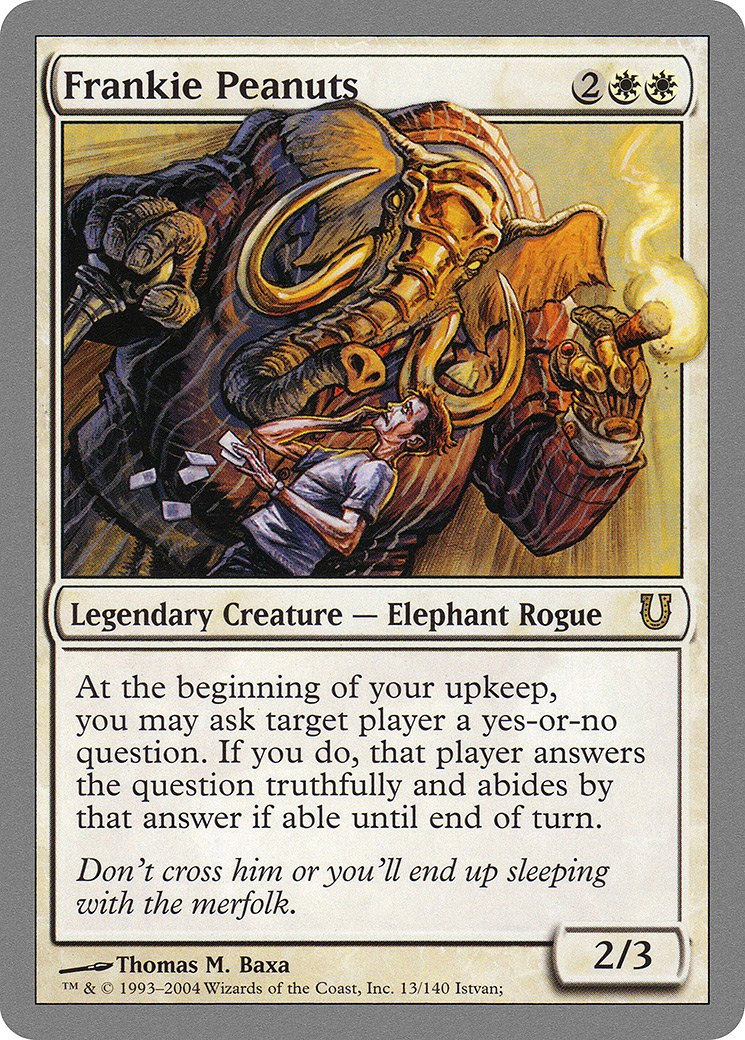 Frankie Peanuts 2
Legendary Creature — Elephant Rogue
At the beginning of your upkeep,
you may ask target player a yes-or-no
question. If you do, that player answers
the question truthfully and abides by
that answer if able until end of turn.
Don't cross him or you'll end up sleeping
with the merfolk.
2/3
Thomas M. Baxa
™ & © 1993–2004 Wizards of the Coast, Inc. 13/140 Istvan;